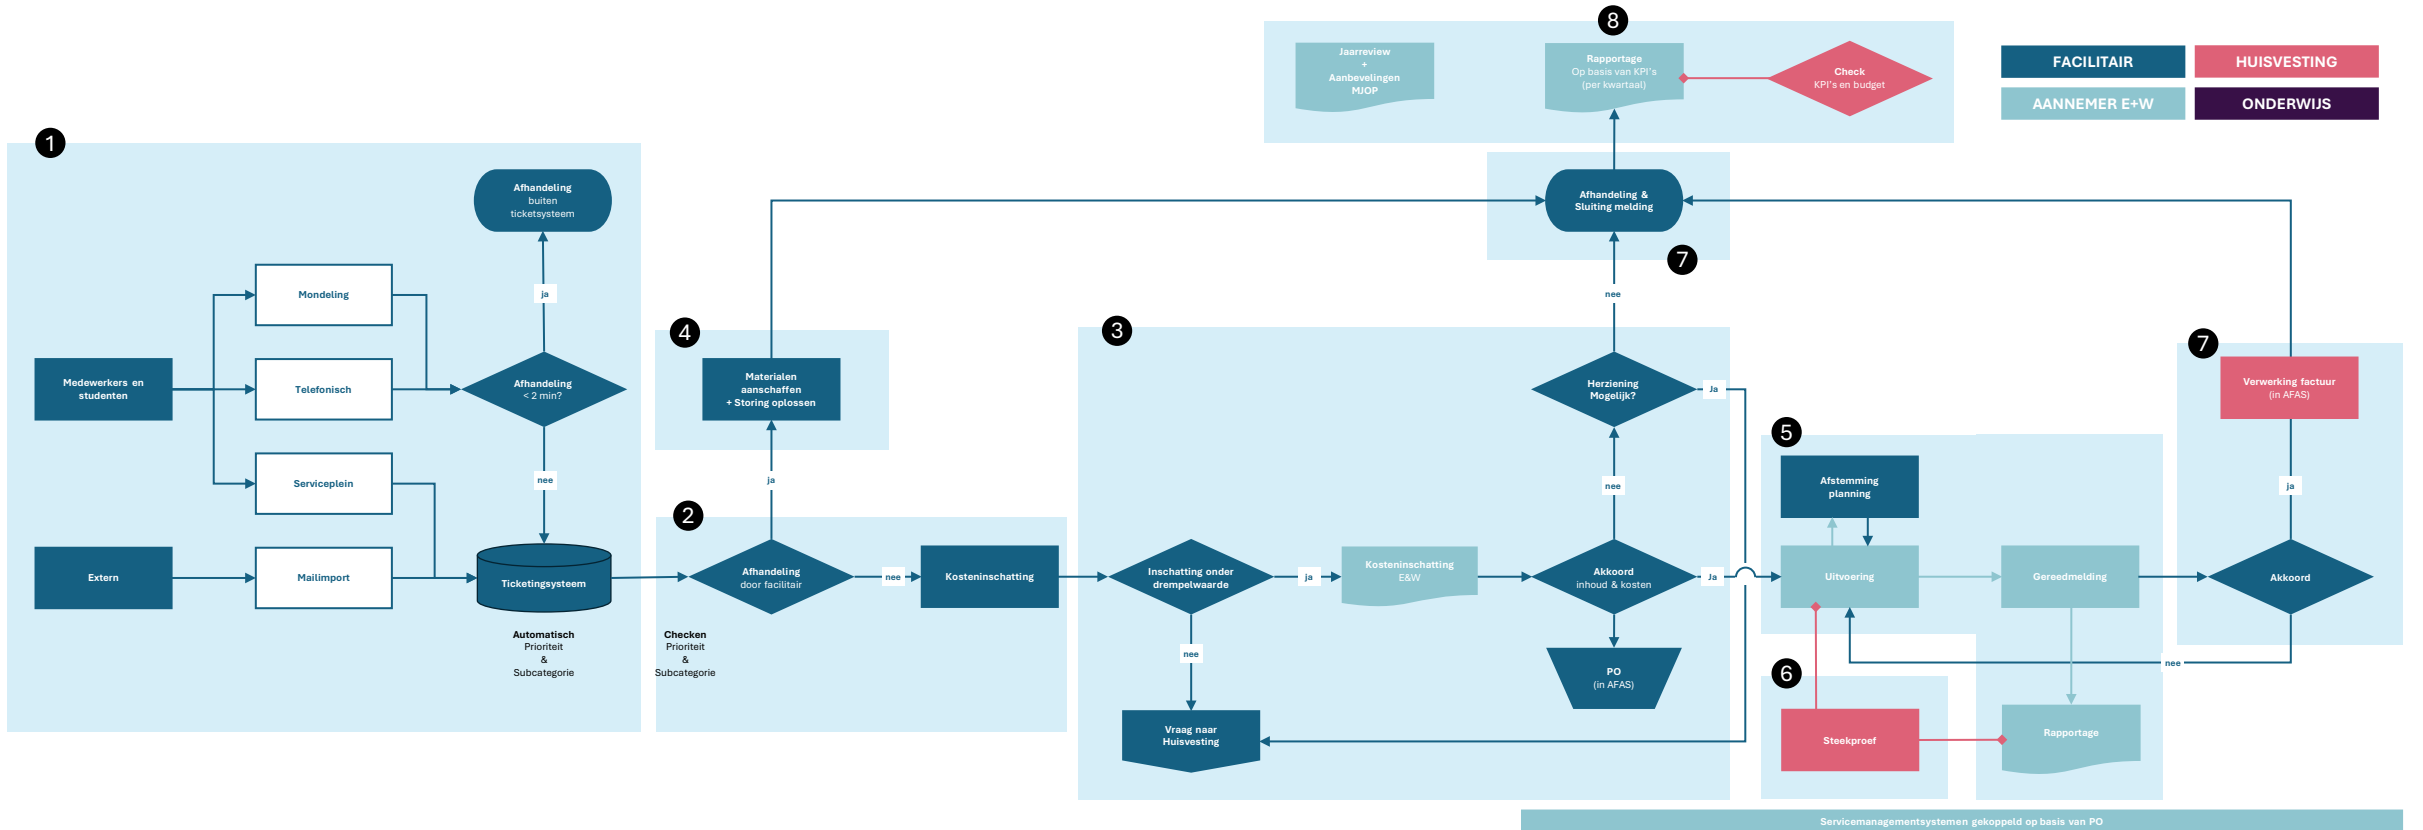 8
Jaarreview
+
Aanbevelingen
MJOP
Rapportage
Op basis van KPI's
(per kwartaal)
Check
KPI's en budget
FACILITAIR
HUISVESTING
AANNEMER E+W
ONDERWIJS
1
Afhandeling
buiten
ticketsysteem
ja
Mondeling
Medewerkers en
studenten
Telefonisch
Afhandeling
< 2 min?
Serviceplein
nee
Extern
Mailimport
Ticketingsysteem
Automatisch
Prioriteit
&
Subcategorie
4
Materialen
aanschaffen
+ Storing oplossen
ja
2
Afhandeling
door facilitair
nee
Kosteninschatting
Checken
Prioriteit
&
Subcategorie
Afhandeling &
Sluiting melding
7
nee
3
Herziening
Mogelijk?
Ja
nee
Inschatting onder
drempelwaarde
ja
Kosteninschatting
E&W
Akkoord
inhoud & kosten
Ja
nee
PO
(in AFAS)
Vraag naar
Huisvesting
5
Afstemming
planning
Uitvoering
Gereedmelding
6
Steekproef
Rapportage
7
Verwerking factuur
(in AFAS)
ja
Akkoord
nee
Servicemanagementsystemen gekoppeld op basis van PO